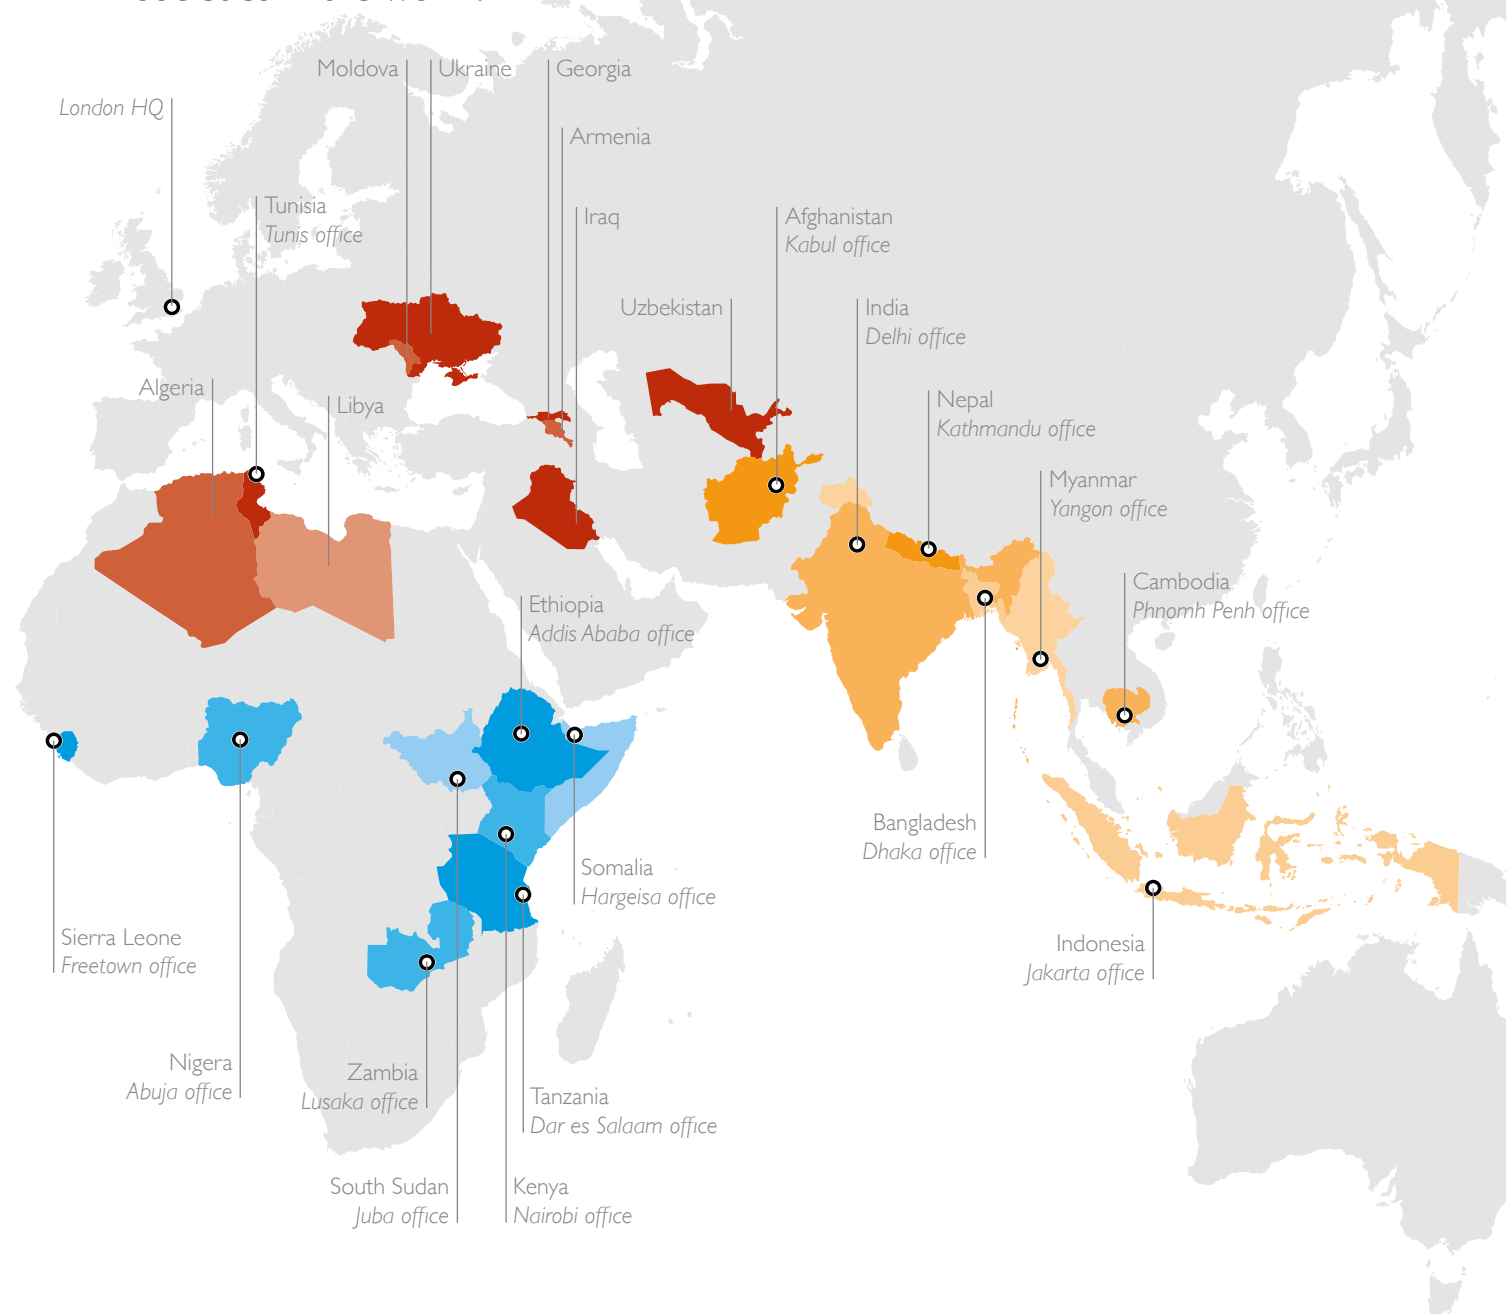 Moldova
Ukraine
Georgia
London HQ
Armenia
Tunisia
Tunis office
Iraq
Afghanistan
Kabul office
Uzbekistan
India
Delhi office
Algeria
Libya
Nepal
Kathmandu office
Myanmar
Yangon office
Cambodia
Phnomh Penh office
Ethiopia
Addis Ababa office
Bangladesh
Dhaka office
Somalia
Hargeisa office
Sierra Leone
Freetown office
Indonesia
Jakarta office
Nigera
Abuja office
Zambia
Lusaka office
Tanzania
Dar es Salaam office
South Sudan
Juba office
Kenya
Nairobi office